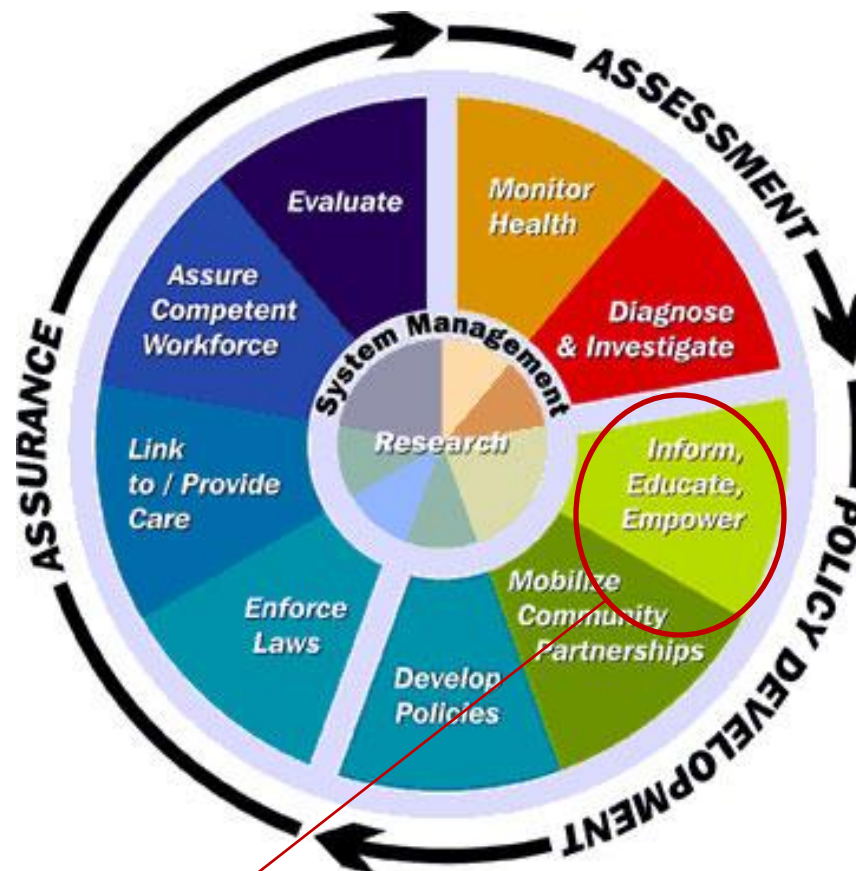 ASSESSMENT
Monitor
Health
Diagnose
& Investigate
POLICY DEVELOPMENT
Inform,
Educate,
Empower
Mobilize
Community
Partnerships
Develop
Policies
ASSURANCE
Enforce
Laws
Link
to / Provide
Care
Assure
Competent
Workforce
Evaluate
System Management
Research